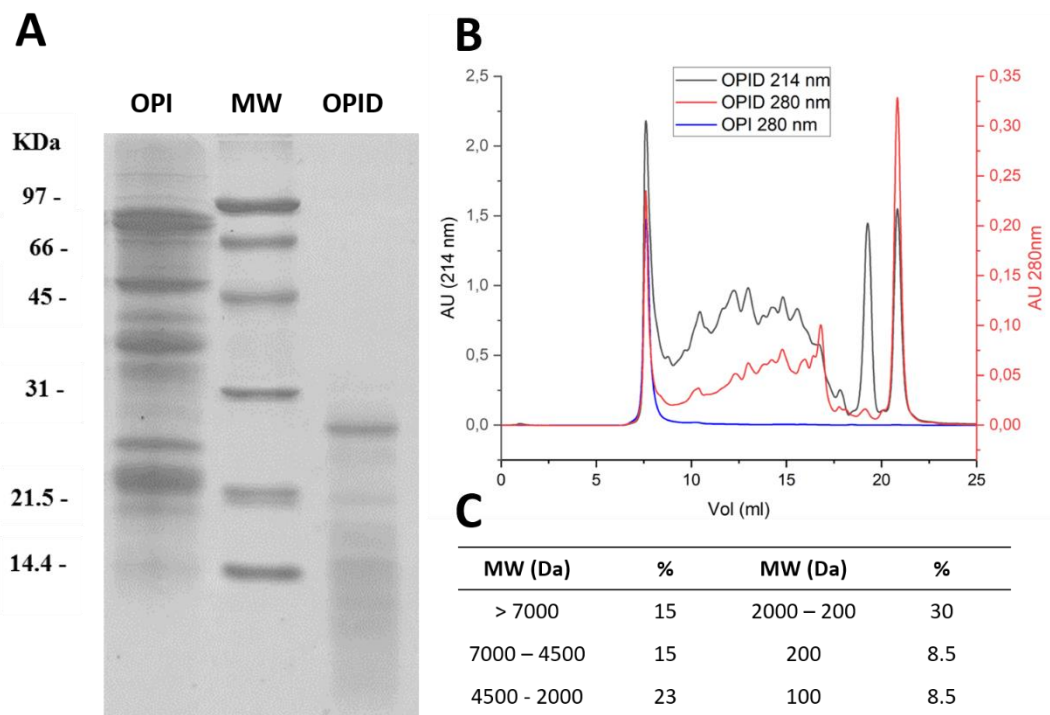 A
OPI MW OPID
KDa
97 -
66 -
45 -
31 -
21.5 -
14.4 -
B
OPID 214 nm
OPID 280 nm
OPI 280 nm
2,5
2,0
1,5
1,0
0,5
0,0
AU (214 nm)
0,35
0,30
0,25
0,20
0,15
0,10
0,05
0,00
AU 280nm
0 5 10 15 20 25
Vol (ml)
C
MW (Da) % MW (Da) %
> 7000 15 2000 – 200 30
7000 – 4500 15 200 8.5
4500 - 2000 23 100 8.5